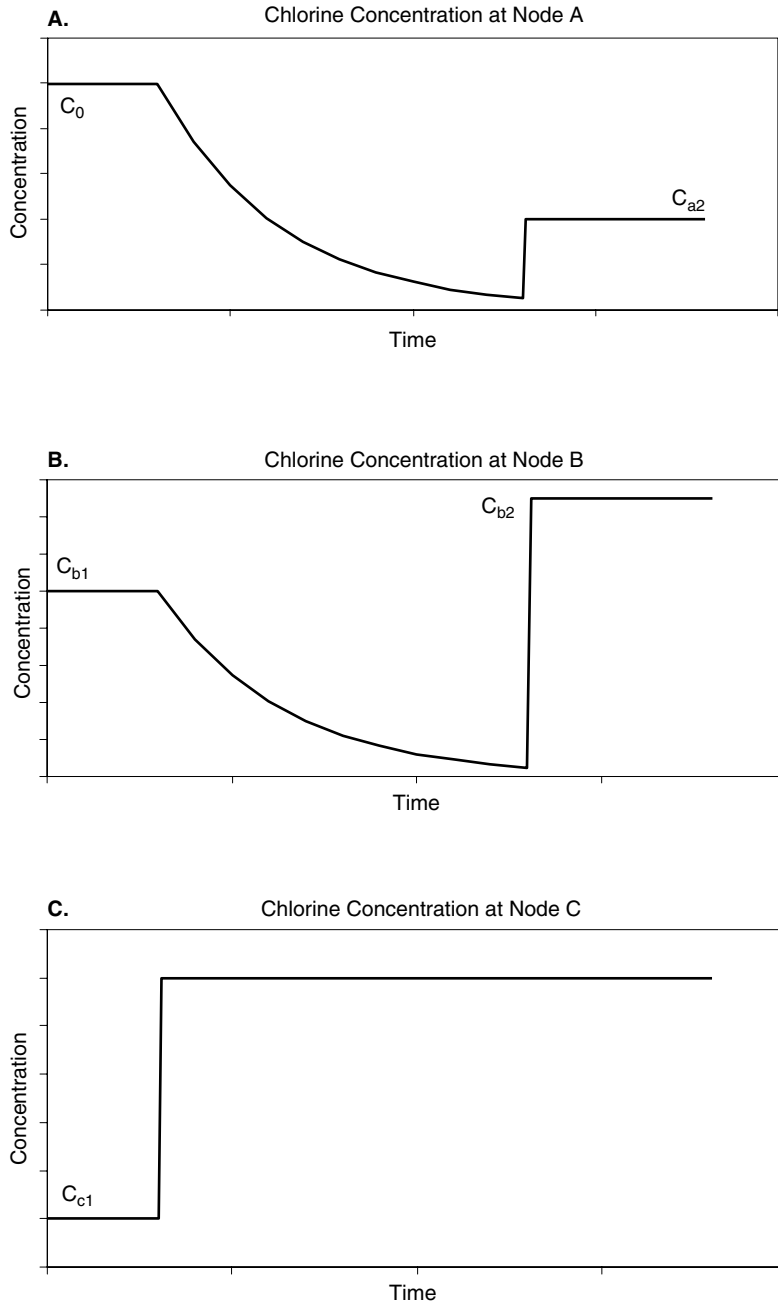 A.
Chlorine Concentration at Node A
C0
Ca2
Concentration
Time
B.
Chlorine Concentration at Node B
Cb2
Cb1
Concentration
Time
C.
Chlorine Concentration at Node C
Concentration
Cc1
Time